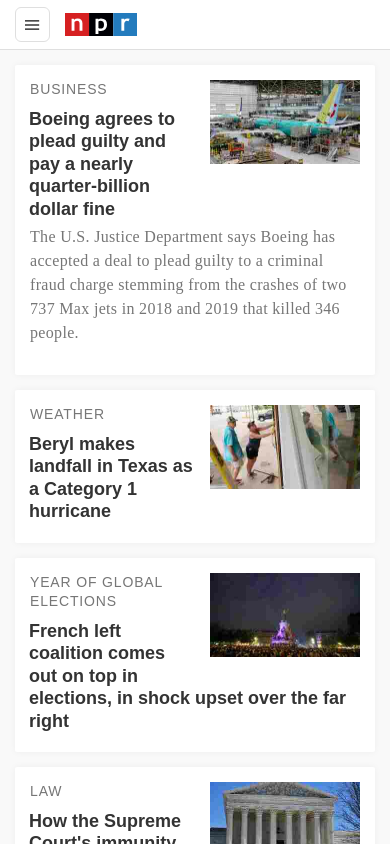 npr
BUSINESS
Boeing agrees to
plead guilty and
pay a nearly
quarter-billion
dollar fine
The U.S. Justice Department says Boeing has
accepted a deal to plead guilty to a criminal
fraud charge stemming from the crashes of two
737 Max jets in 2018 and 2019 that killed 346
people.
WEATHER
Beryl makes
landfall in Texas as
a Category 1
hurricane
YEAR OF GLOBAL
ELECTIONS
French left
coalition comes
out on top in
elections, in shock upset over the far
right
LAW
How the Supreme
Court's immunity